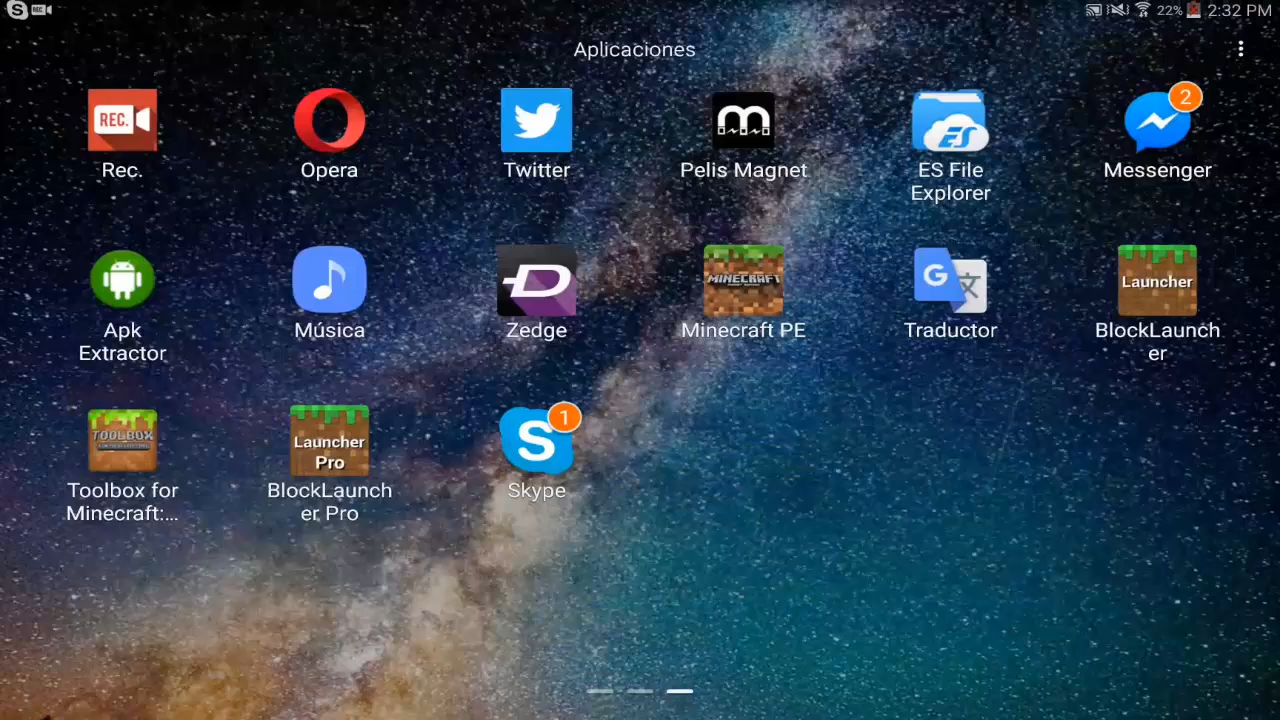 22% 2:32 PM
Aplicaciones
REC.
Rec.
Opera
Twitter
Pelis Magnet
ES
ES File
Explorer
2
Messenger
Apk
Extractor
Música
Zedge
MINECRAFT
Minecraft PE
G
Traductor
Launcher
BlockLaunch
er
TOOLBOX
Toolbox for
Minecraft:...
Launcher
Pro
BlockLaunch
er Pro
S
1
Skype